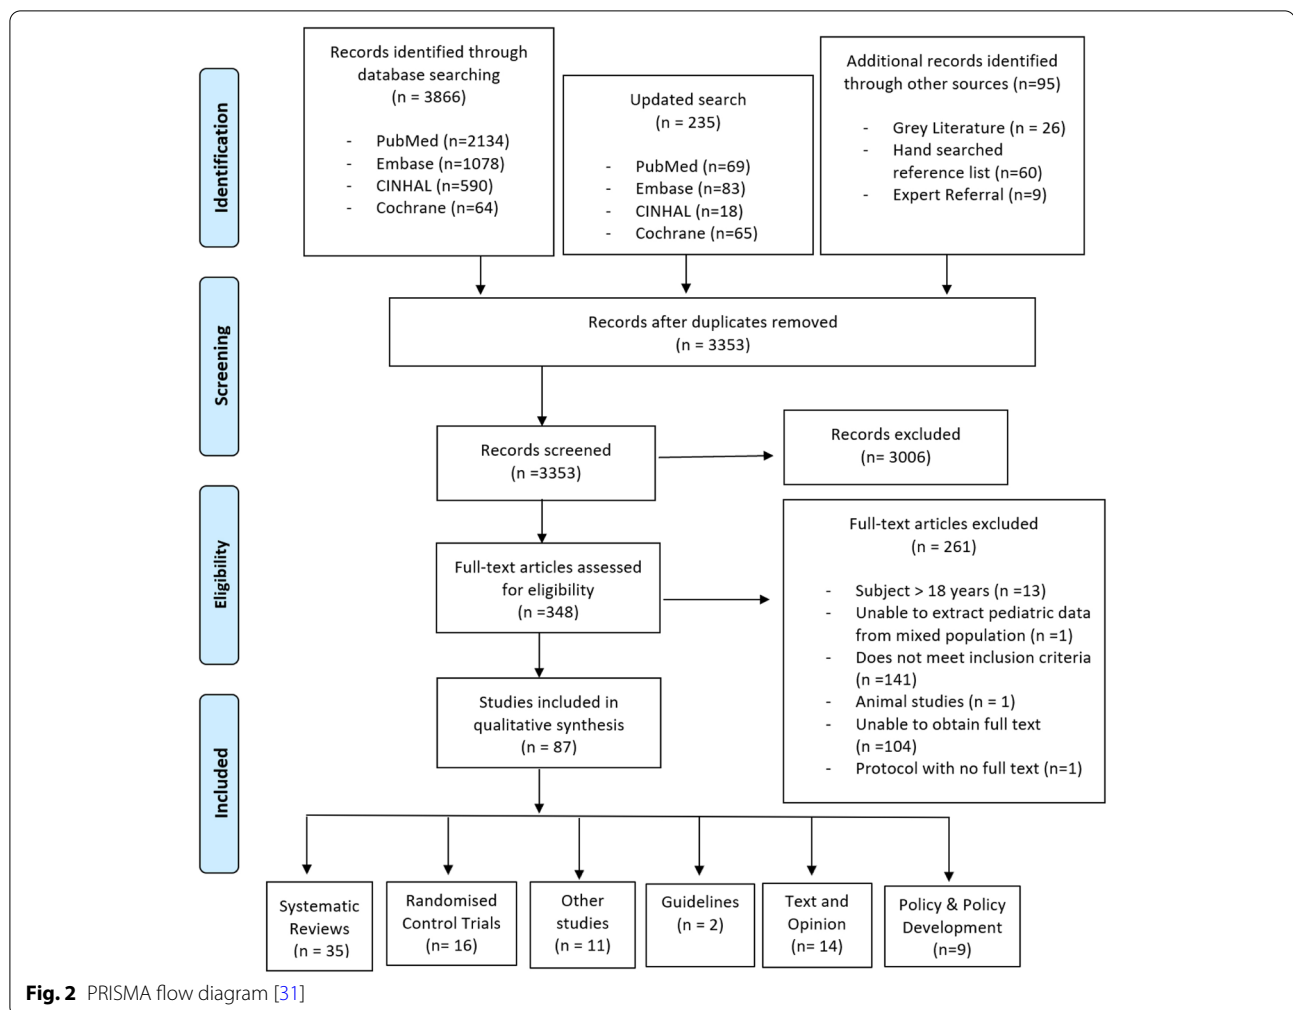 Records identified through
database searching
(n = 3866)
- PubMed (n=2134)
- Embase (n=1078)
- CINHAL (n=590)
- Cochrane (n=64)
Updated search
(n = 235)
- PubMed (n=69)
- Embase (n=83)
- CINHAL (n=18)
- Cochrane (n=65)
Additional records identified
through other sources (n=95)
- Grey Literature (n = 26)
- Hand searched
reference list (n=60)
- Expert Referral (n=9)
Identification
Records after duplicates removed
(n = 3353)
Screening
Records screened
(n =3353)
Records excluded
(n= 3006)
Eligibility
Full-text articles assessed
for eligibility
(n =348)
Full-text articles excluded
(n = 261)
- Subject > 18 years (n =13)
- Unable to extract pediatric data
from mixed population (n =1)
- Does not meet inclusion criteria
(n =141)
- Animal studies (n = 1)
- Unable to obtain full text
(n =104)
- Protocol with no full text (n=1)
Included
Studies included in
qualitative synthesis
(n = 87)
Systematic
Reviews
(n = 35)
Randomised
Control Trials
(n= 16)
Other
studies
(n = 11)
Guidelines
(n = 2)
Text and
Opinion
(n= 14)
Policy & Policy
Development
(n=9)
Fig. 2 PRISMA flow diagram [31]